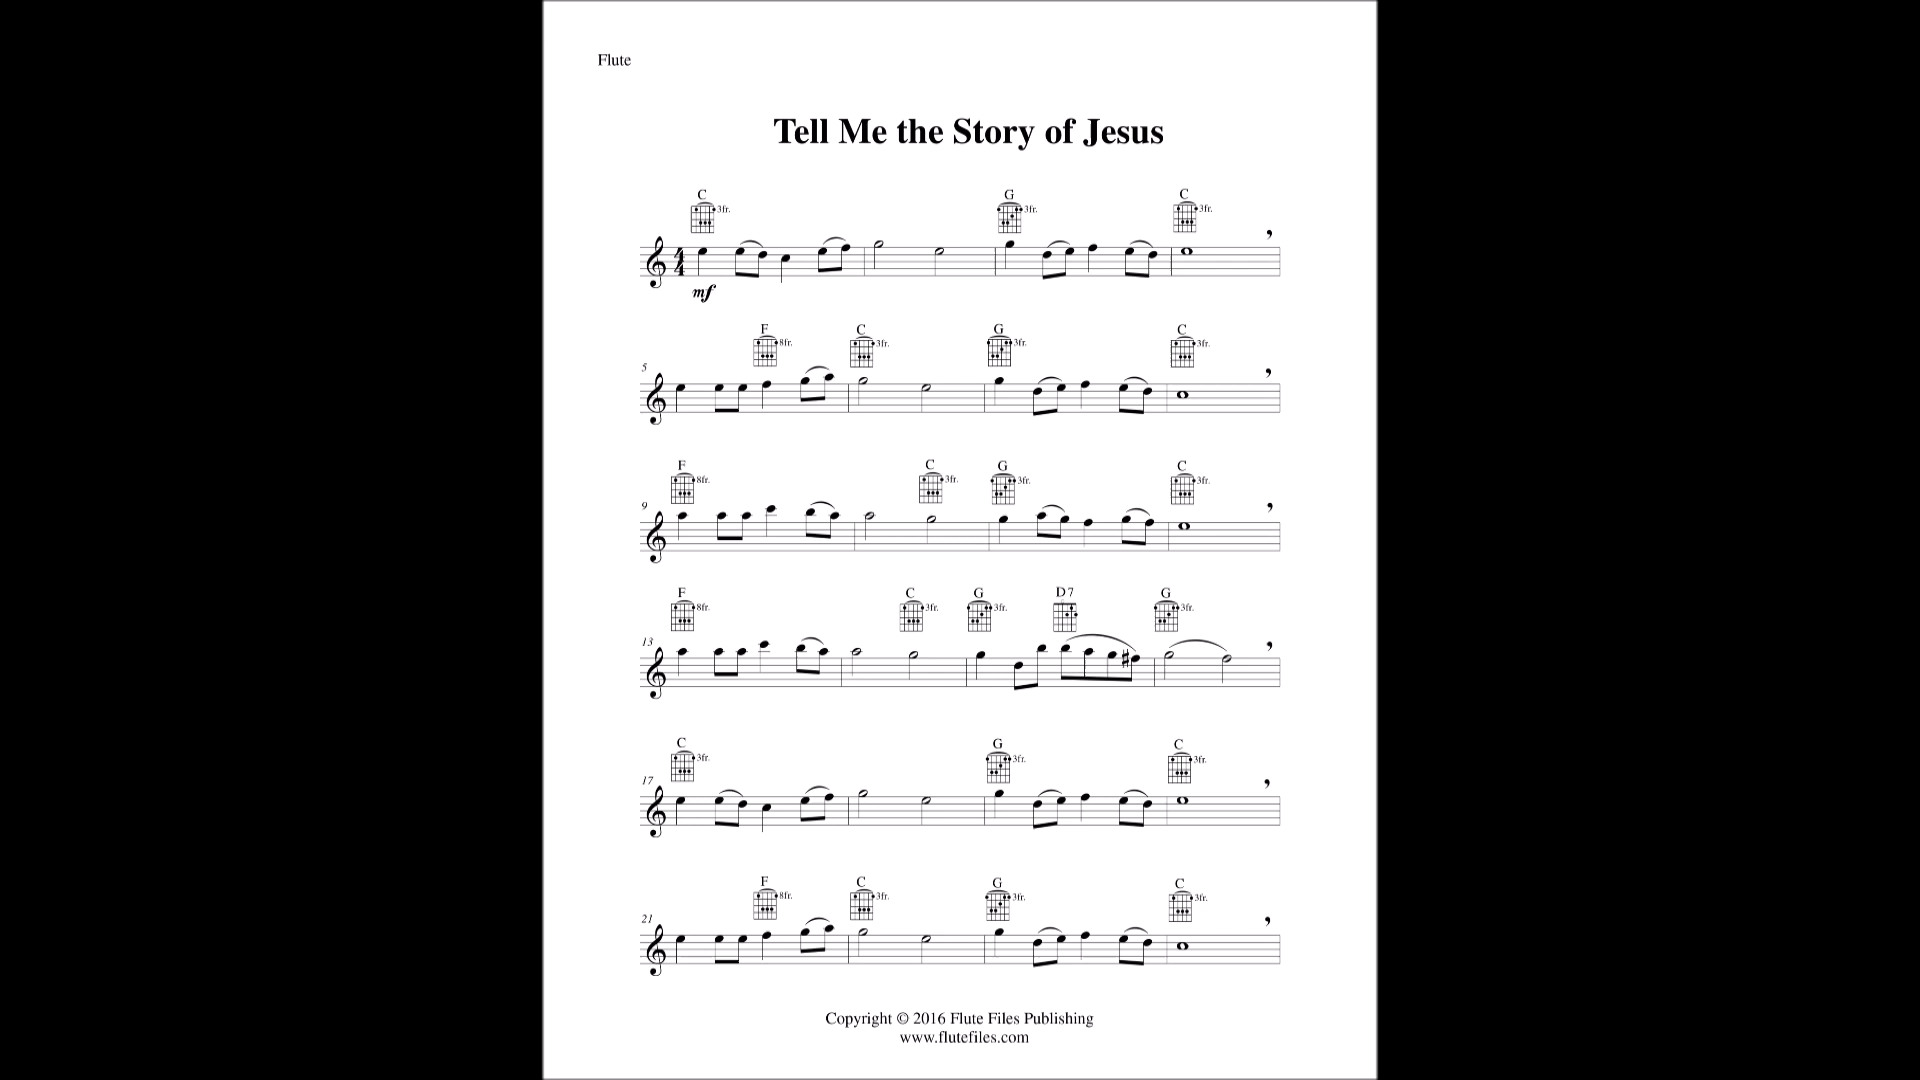 Flute
Tell Me the Story of Jesus
C G C
3fr. 3fr. 3fr.
4
4
mf
F C G C
8fr. 3fr. 3fr. 3fr.
5
F C G C
8fr. 3fr. 3fr. 3fr.
9
F C G D7 G
8fr. 3fr. 3fr. 3fr.
13
C G C
3fr. 3fr. 3fr.
17
F C G C
8fr. 3fr. 3fr. 3fr.
21
Copyright © 2016 Flute Files Publishing
www.flutefiles.com